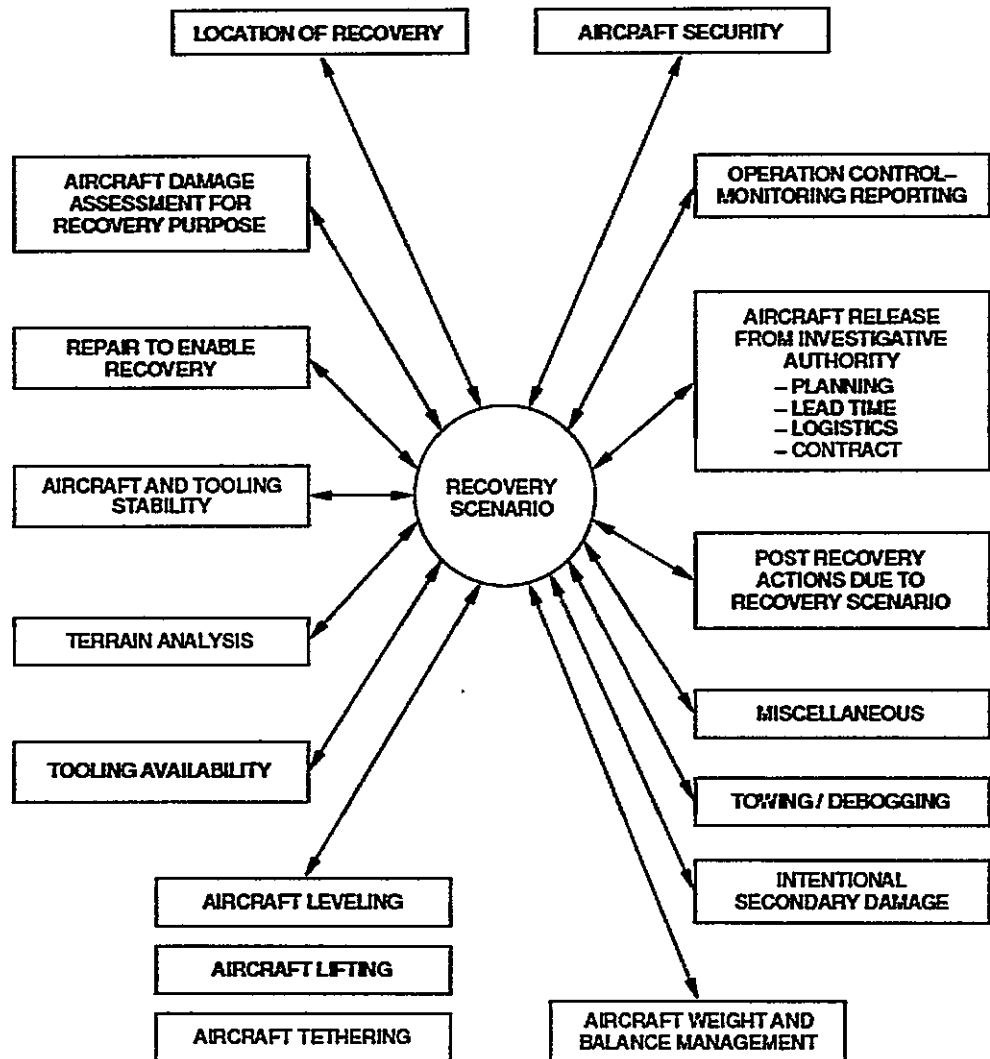 LOCATION OF RECOVERY
AIRCRAFT SECURITY
AIRCRAFT DAMAGE
ASSESSMENT FOR
RECOVERY PURPOSE
OPERATION CONTROL–
MONITORING REPORTING
REPAIR TO ENABLE
RECOVERY
AIRCRAFT RELEASE
FROM INVESTIGATIVE
AUTHORITY
– PLANNING
– LEAD TIME
– LOGISTICS
– CONTRACT
AIRCRAFT AND TOOLING
STABILITY
RECOVERY
SCENARIO
POST RECOVERY
ACTIONS DUE TO
RECOVERY SCENARIO
TERRAIN ANALYSIS
MISCELLANEOUS
TOOLING AVAILABILITY
TOWING / DEBOGGING
INTENTIONAL
SECONDARY DAMAGE
AIRCRAFT LEVELING
AIRCRAFT LIFTING
AIRCRAFT TETHERING
AIRCRAFT WEIGHT AND
BALANCE MANAGEMENT